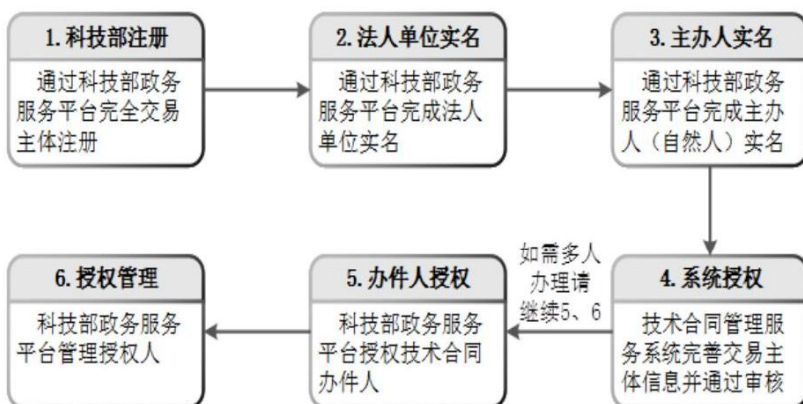 1. 科技部注册
通过科技部政务
服务平台完全交易
主体注册
2. 法人单位实名
通过科技部政务
服务平台完成法人
单位实名
3. 主办人实名
通过科技部政务
服务平台完成主办
人（自然人）实名
4. 系统授权
技术合同管理服
务系统完善交易主
体信息并通过审核
如需多人
办理请
继续5、6
5. 办件人授权
科技部政务服务
平台授权技术合同
办件人
6. 授权管理
科技部政务服务
平台管理授权人